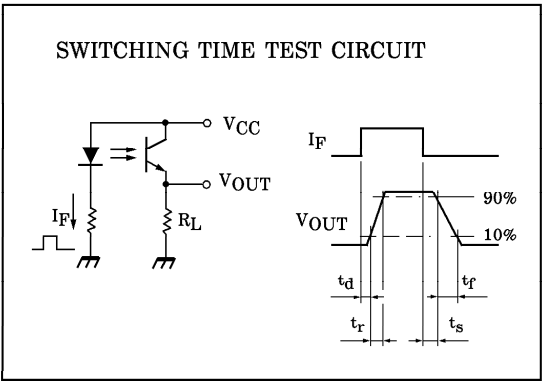 SWITCHING TIME TEST CIRCUIT
VCC
VOUT
IF
RL
IF
VOUT
90%
10%
td
tf
tr
ts